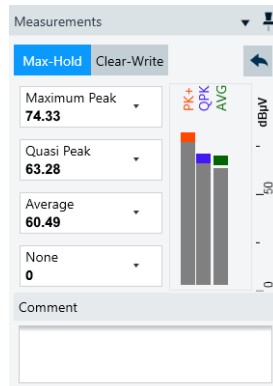 Measurements
Max-Hold Clear-Write
Maximum Peak
74.33
Quasi Peak
63.28
Average
60.49
None
0
PK+
QPK
AVG
dBµV
50
0
Comment